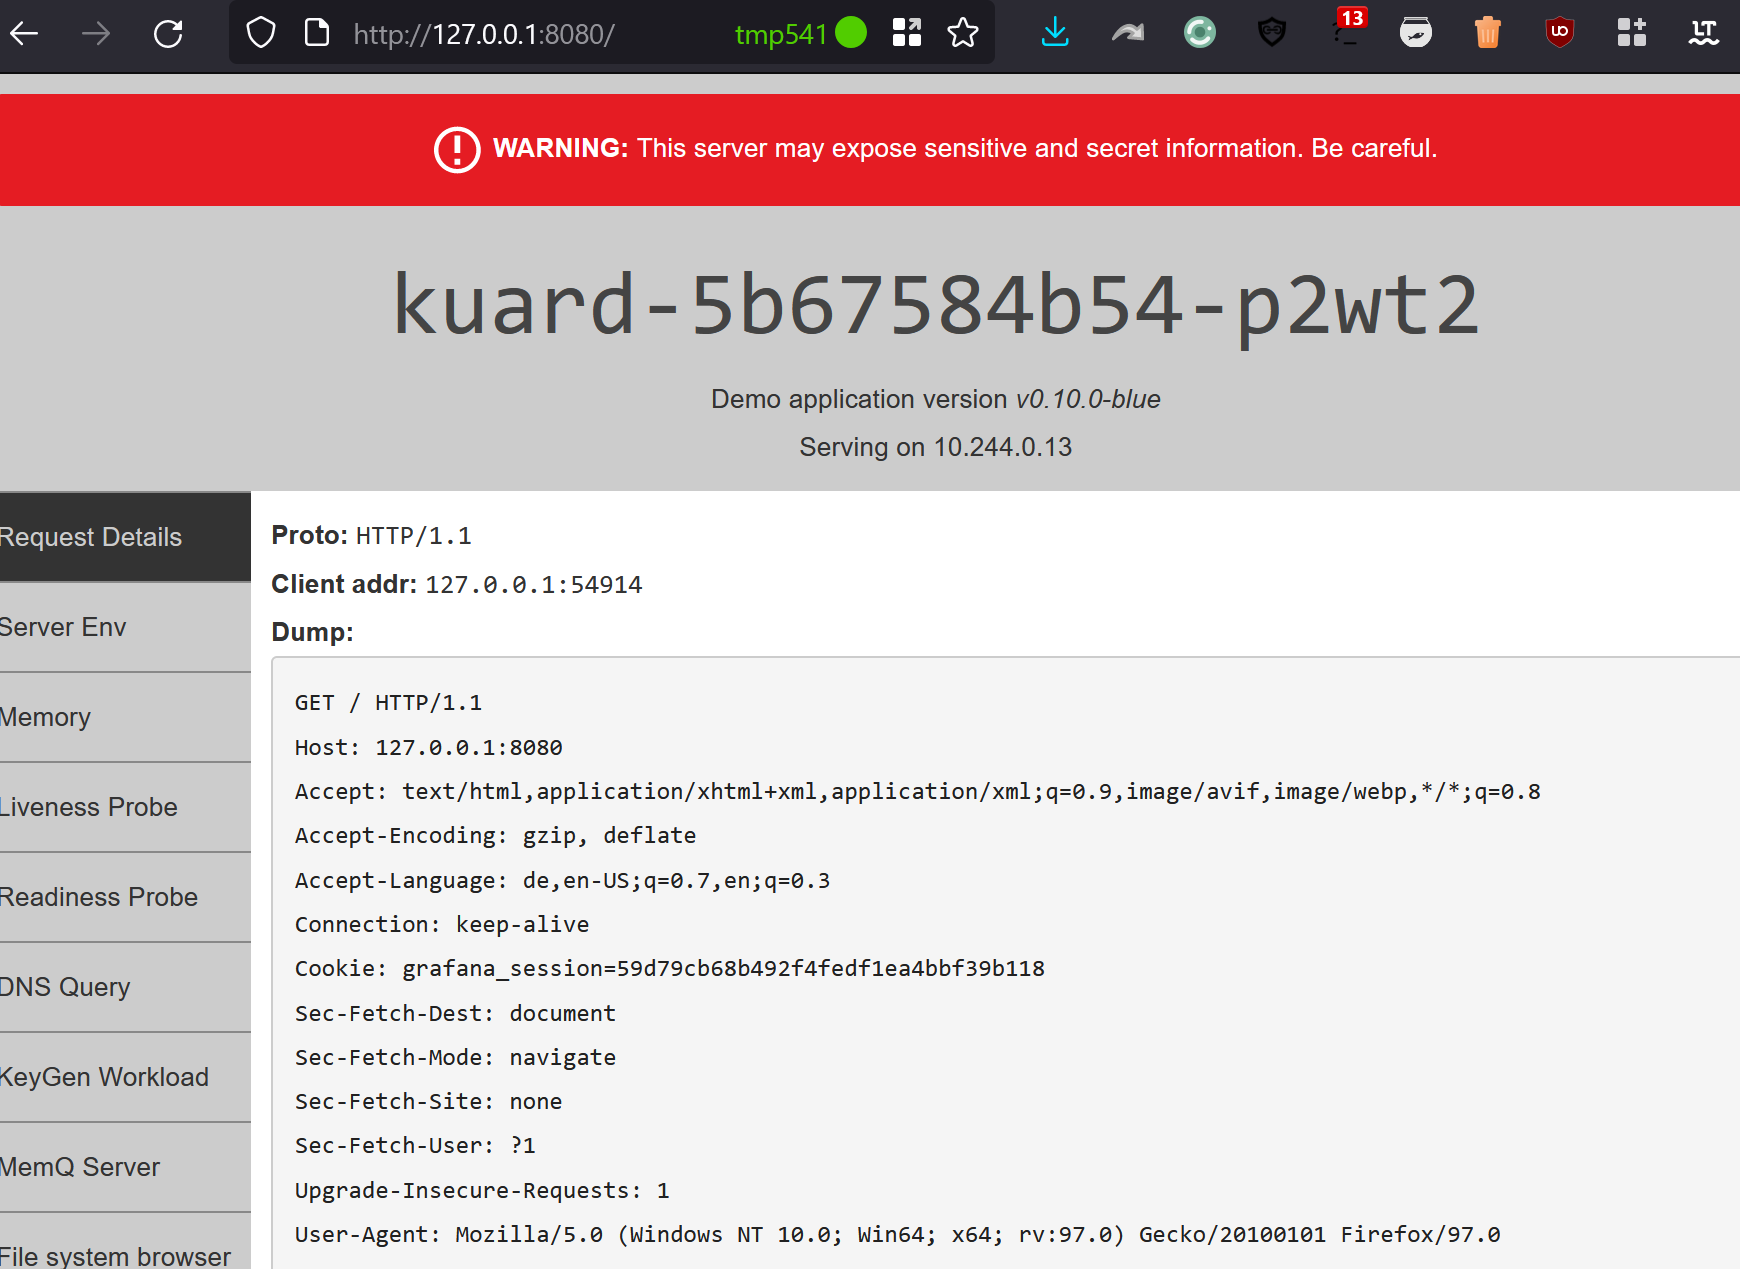 http://127.0.0.1:8080/
tmp541
13
UO
LT
WARNING: This server may expose sensitive and secret information. Be careful.
kuard-5b67584b54-p2wt2
Demo application version v0.10.0-blue
Serving on 10.244.0.13
Request Details
Server Env
Memory
Liveness Probe
Readiness Probe
DNS Query
KeyGen Workload
MemQ Server
File system browser
Proto: HTTP/1.1
Client addr: 127.0.0.1:54914
Dump:
GET / HTTP/1.1
Host: 127.0.0.1:8080
Accept: text/html,application/xhtml+xml,application/xml;q=0.9,image/avif,image/webp,*/*;q=0.8
Accept-Encoding: gzip, deflate
Accept-Language: de,en-US;q=0.7,en;q=0.3
Connection: keep-alive
Cookie: grafana_session=59d79cb68b492f4fedf1ea4bbf39b118
Sec-Fetch-Dest: document
Sec-Fetch-Mode: navigate
Sec-Fetch-Site: none
Sec-Fetch-User: ?1
Upgrade-Insecure-Requests: 1
User-Agent: Mozilla/5.0 (Windows NT 10.0; Win64; x64; rv:97.0) Gecko/20100101 Firefox/97.0